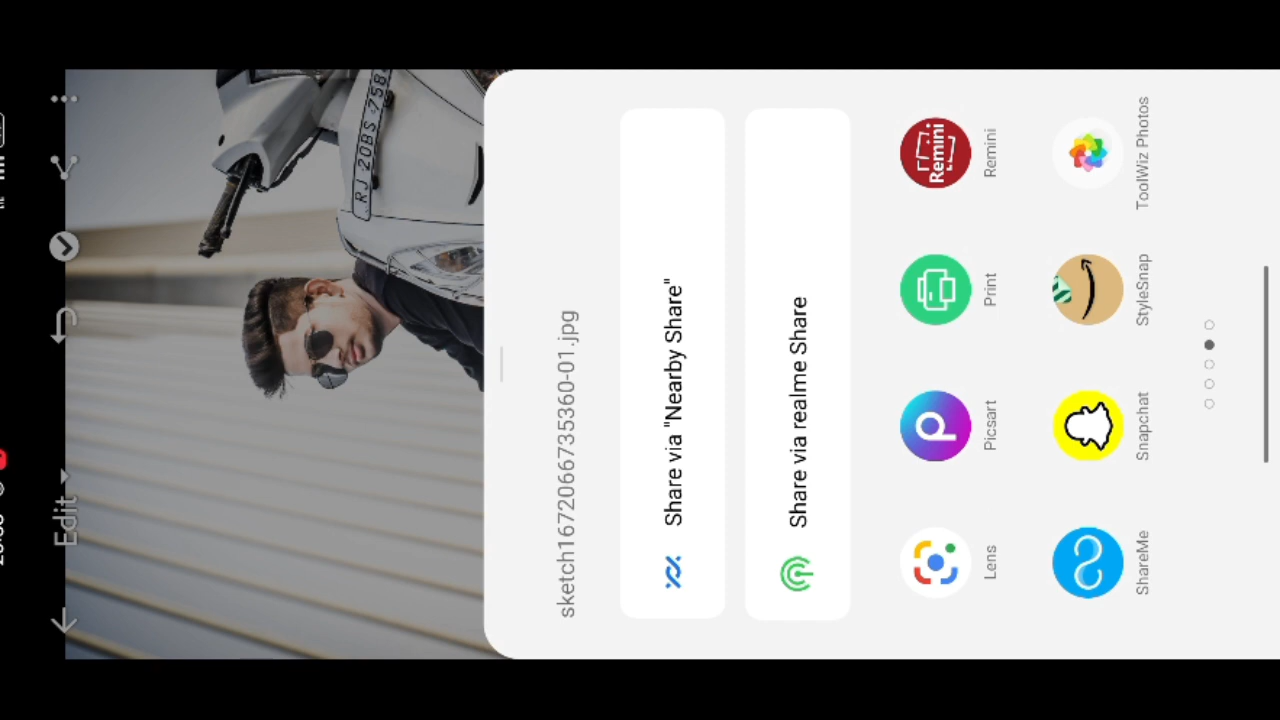 Edit
RJ 20BS 758
sketch1672066735360-01.jpg
Share via "Nearby Share"
Share via realme Share
Lens
Picsart
Print
Remini
Remini
ShareMe
Snapchat
StyleSnap
ToolWiz Photos